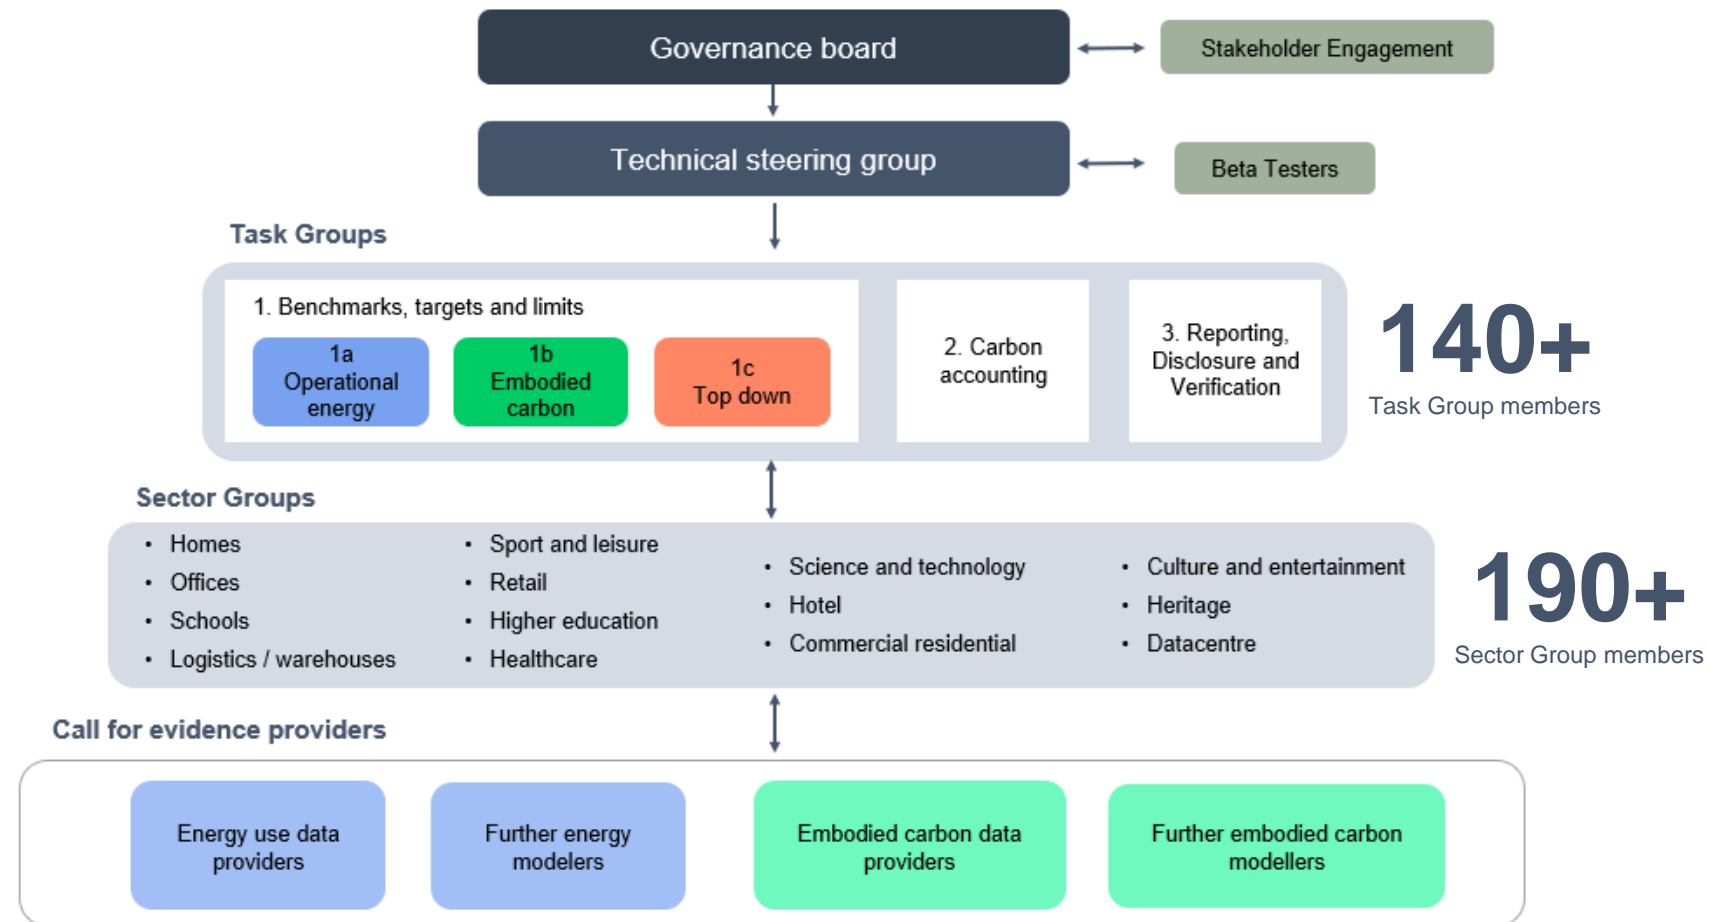 Governance board
Stakeholder Engagement
Technical steering group
Beta Testers
Task Groups
1. Benchmarks, targets and limits
1a
Operational
energy
1b
Embodied
carbon
1c
Top down
2. Carbon
accounting
3. Reporting,
Disclosure and
Verification
140+
Task Group members
Sector Groups
• Homes
• Offices
• Schools
• Logistics / warehouses
• Sport and leisure
• Retail
• Higher education
• Healthcare
• Science and technology
• Hotel
• Commercial residential
• Culture and entertainment
• Heritage
• Datacentre
190+
Sector Group members
Call for evidence providers
Energy use data
providers
Further energy
modelers
Embodied carbon data
providers
Further embodied carbon
modellers